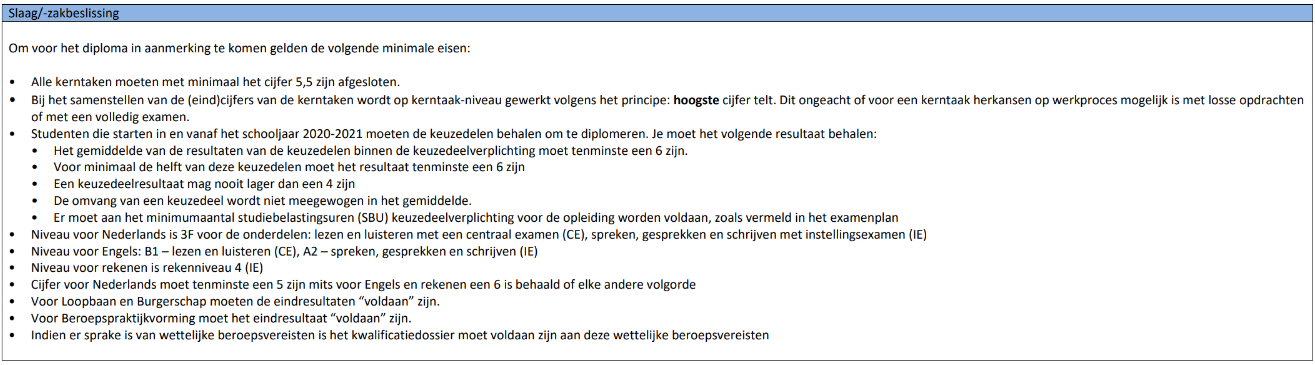 Slaag/-zakbeslissing
Om voor het diploma in aanmerking te komen gelden de volgende minimale eisen:
• Alle kerntaken moeten met minimaal het cijfer 5,5 zijn afgesloten.
• Bij het samenstellen van de (eind)cijfers van de kerntaken wordt op kerntaak-niveau gewerkt volgens het principe: hoogste cijfer telt. Dit ongeacht of voor een kerntaak herkansen op werkproces mogelijk is met losse opdrachten
of met een volledig examen.
• Studenten die starten in en vanaf het schooljaar 2020-2021 moeten de keuzedelen behalen om te diplomeren. Je moet het volgende resultaat behalen:
• Het gemiddelde van de resultaten van de keuzedelen binnen de keuzedeelverplichting moet tenminste een 6 zijn.
• Voor minimaal de helft van deze keuzedelen moet het resultaat tenminste een 6 zijn
• Een keuzedeelresultaat mag nooit lager dan een 4 zijn
• De omvang van een keuzedeel wordt niet meegewogen in het gemiddelde.
• Er moet aan het minimumaantal studiebelastingsuren (SBU) keuzedeelverplichting voor de opleiding worden voldaan, zoals vermeld in het examenplan
• Niveau voor Nederlands is 3F voor de onderdelen: lezen en luisteren met een centraal examen (CE), spreken, gesprekken en schrijven met instellingsexamen (IE)
• Niveau voor Engels: B1 – lezen en luisteren (CE), A2 – spreken, gesprekken en schrijven (IE)
• Niveau voor rekenen is rekenniveau 4 (IE)
• Cijfer voor Nederlands moet tenminste een 5 zijn mits voor Engels en rekenen een 6 is behaald of elke andere volgorde
• Voor Loopbaan en Burgerschap moeten de eindresultaten “voldaan” zijn.
• Voor Beroepspraktijkvorming moet het eindresultaat “voldaan” zijn.
• Indien er sprake is van wettelijke beroepsvereisten is het kwalificatiedossier moet voldaan zijn aan deze wettelijke beroepsvereisten